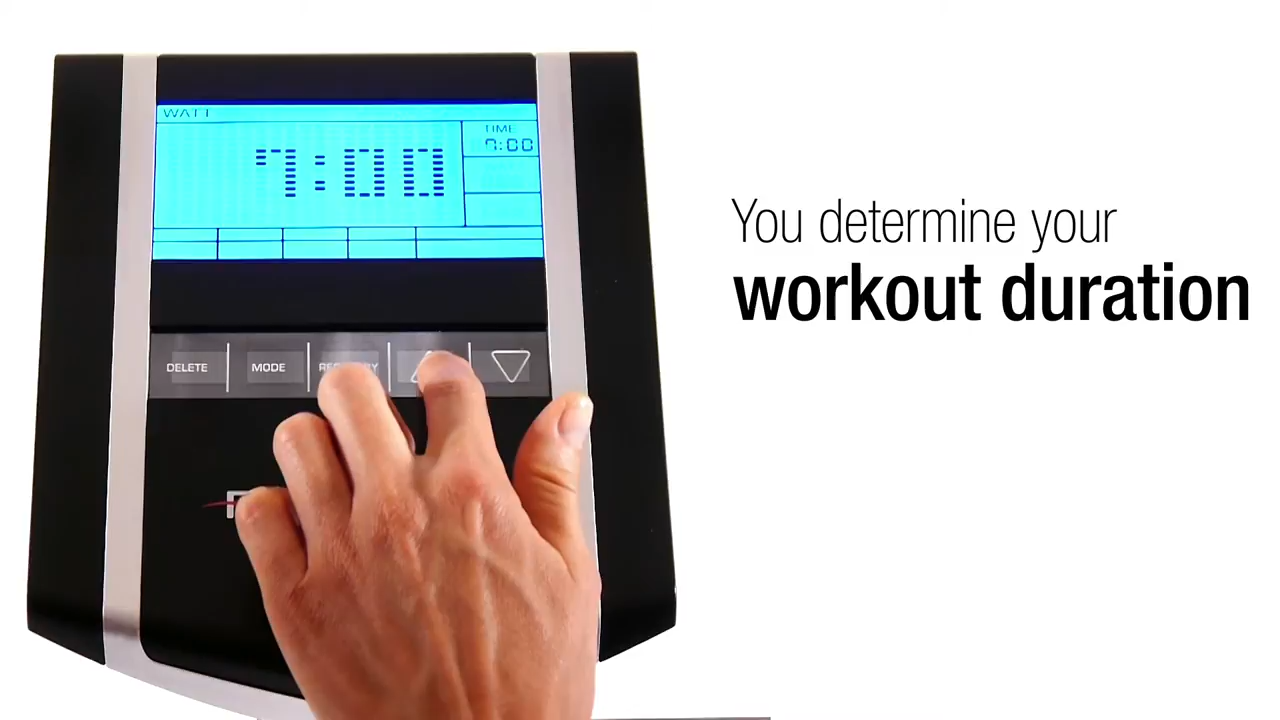 WATT
TIME
7:00
7:00
You determine your
workout duration
DELETE
MODE